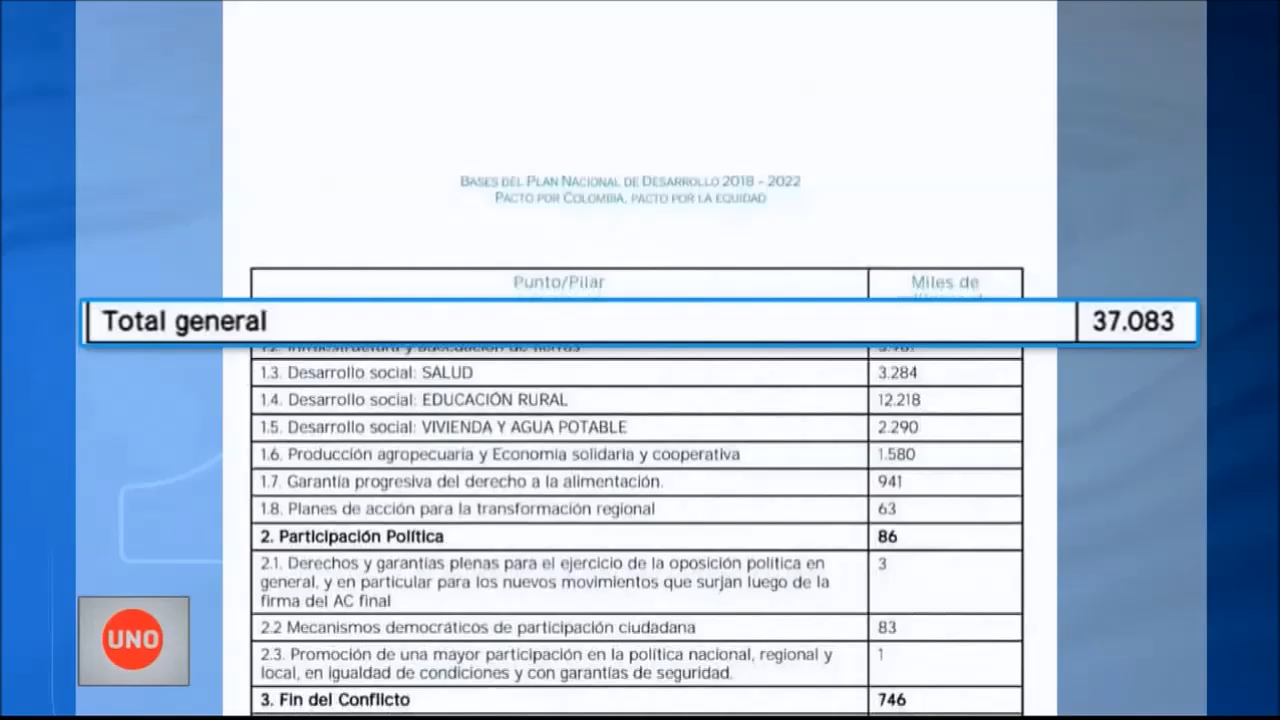 BASES DEL PLAN NACIONAL DE DESARROLLO 2018 - 2022
PACTO POR COLOMBIA, PACTO POR LA EQUIDAD
Punto/Pilar Miles de
Total general 37.083
1.3. Desarrollo social: SALUD 3.284
1.4. Desarrollo social: EDUCACIÓN RURAL 12.218
1.5. Desarrollo social: VIVIENDA Y AGUA POTABLE 2.290
1.6. Producción agropecuaria y Economía solidaria y cooperativa 1.580
1.7. Garantía progresiva del derecho a la alimentación. 941
1.8. Planes de acción para la transformación regional 63
2. Participación Política 86
2.1. Derechos y garantías plenas para el ejercicio de la oposición política en 3
general, y en particular para los nuevos movimientos que surjan luego de la
firma del AC final
2.2 Mecanismos democráticos de participación ciudadana 83
2.3. Promoción de una mayor participación en la política nacional, regional y 1
local, en igualdad de condiciones y con garantías de seguridad.
3. Fin del Conflicto 746
UNO